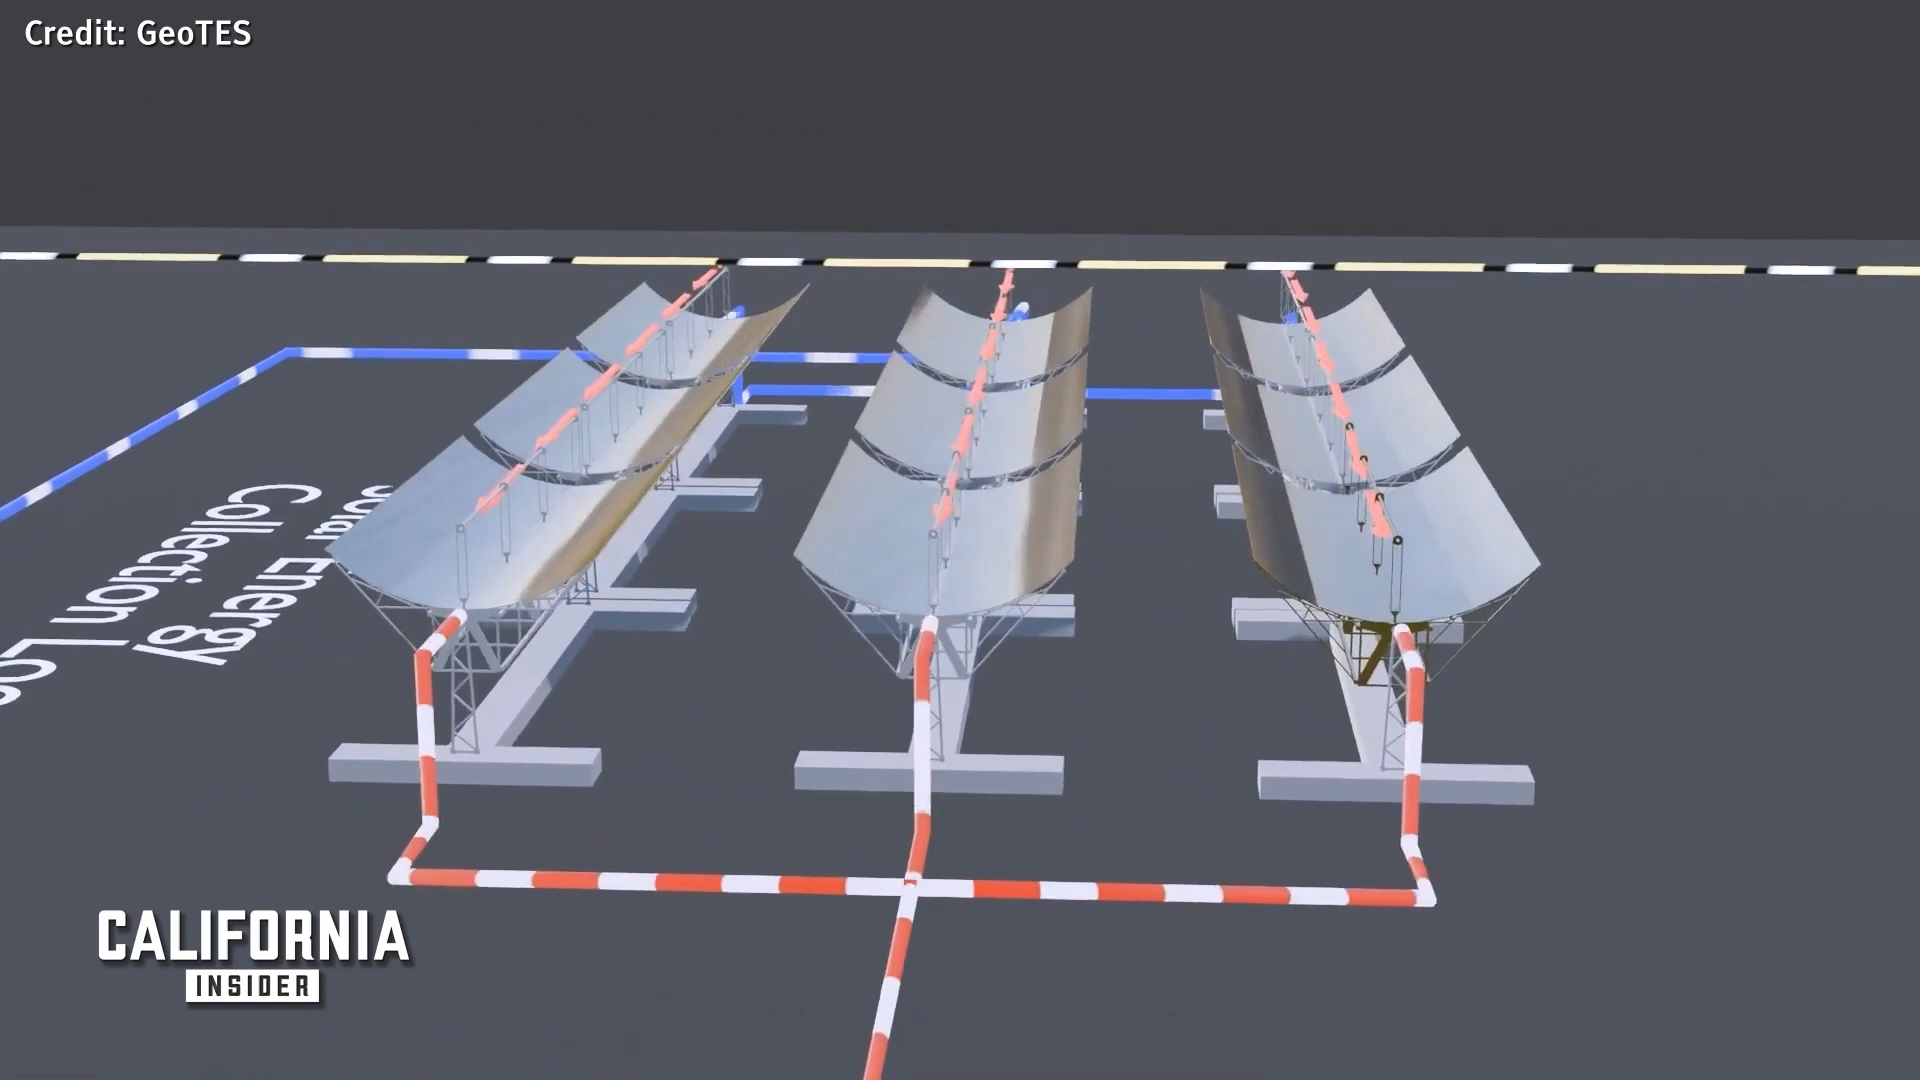 Credit: GeoTES
Energy
Collection
CALIFORNIA
INSIDER